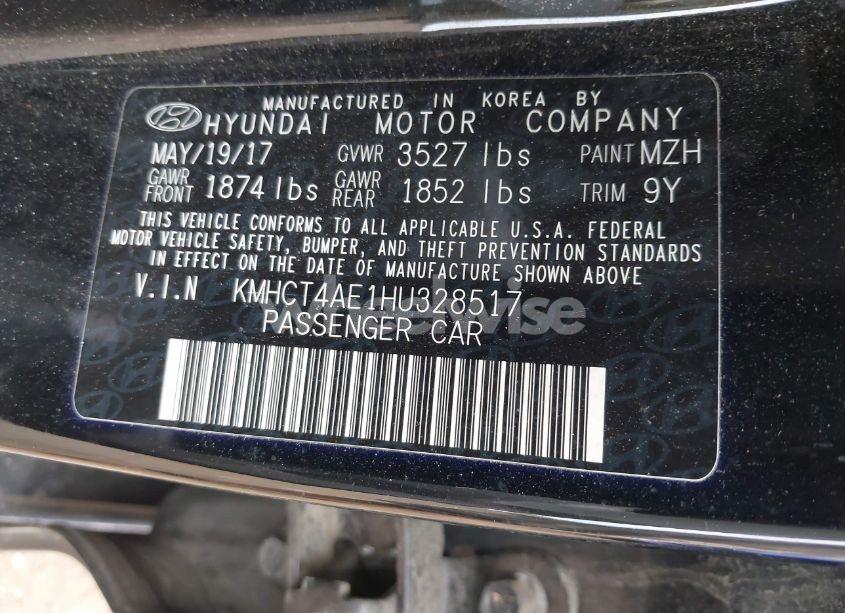 MANUFACTURED IN KOREA BY
HYUNDAI MOTOR COMPANY
MAY/19/17 GVWR 3527 lbs PAINT MZH
GAWR FRONT 1874 lbs GAWR REAR 1852 lbs TRIM 9Y
THIS VEHICLE CONFORMS TO ALL APPLICABLE U.S.A. FEDERAL
MOTOR VEHICLE SAFETY, BUMPER, AND THEFT PREVENTION STANDARDS
IN EFFECT ON THE DATE OF MANUFACTURE SHOWN ABOVE
V.I.N KMHCT4AE1HU328517
PASSENGER CAR